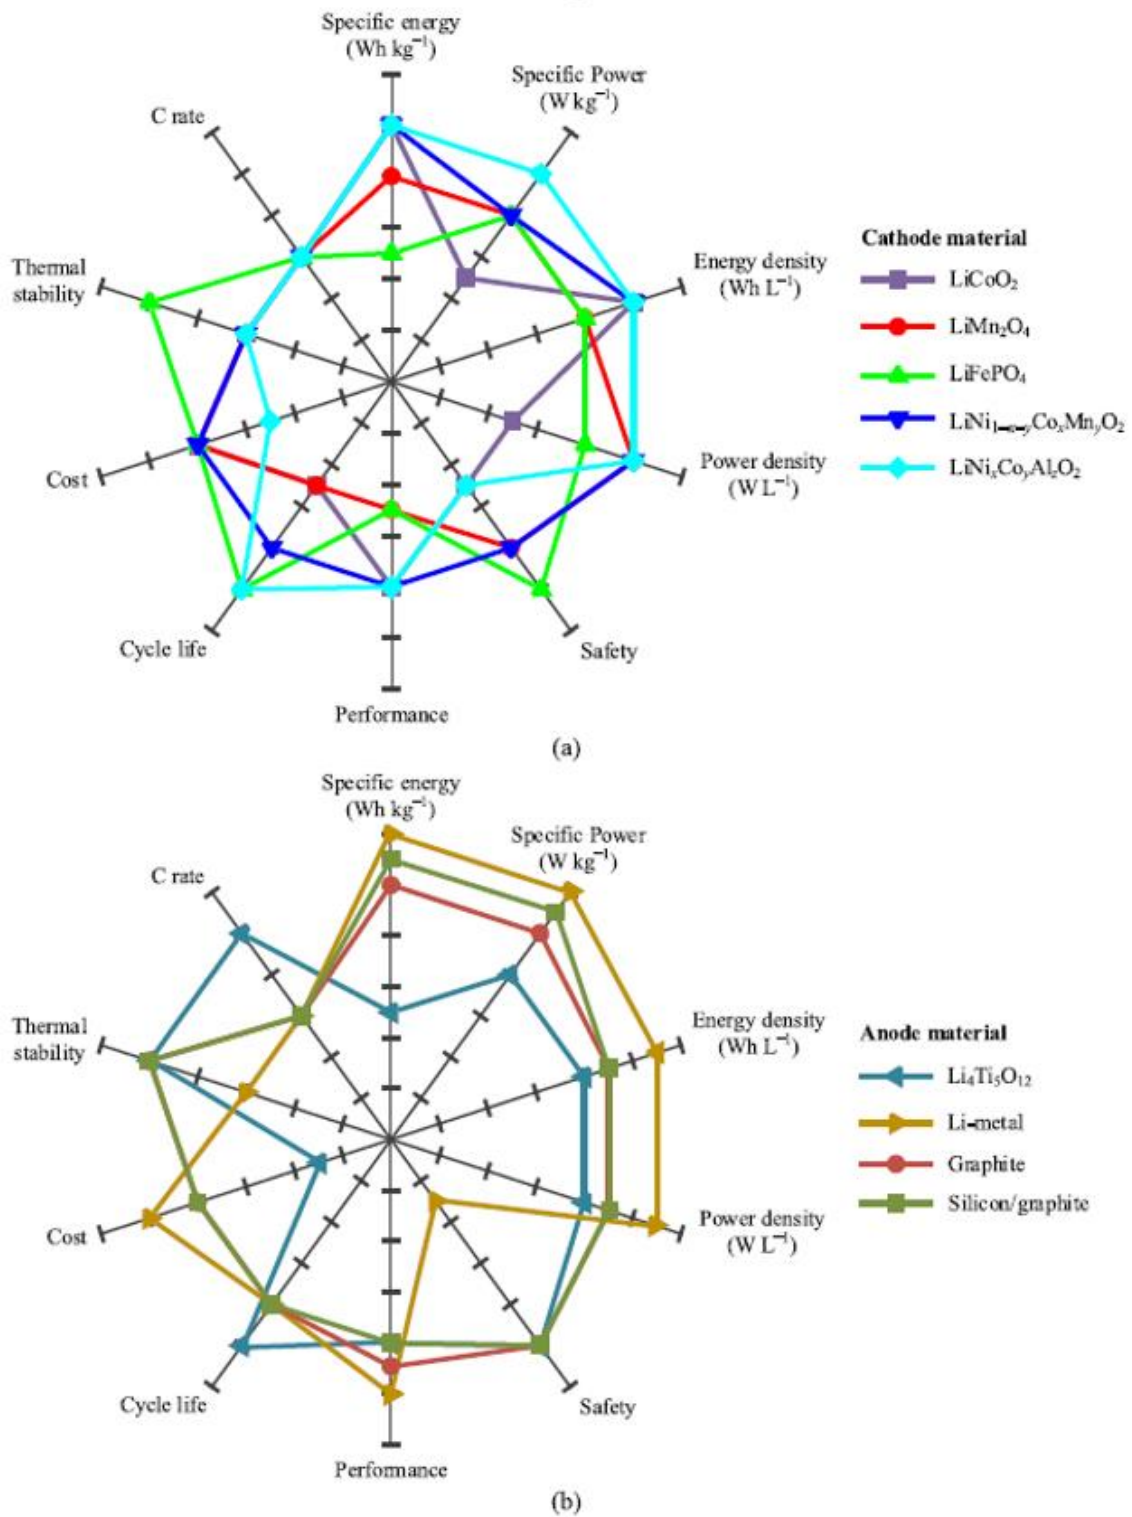 Specific energy
(Wh kg⁻¹)
Specific Power
(W kg⁻¹)
C rate
Thermal
stability
Energy density
(Wh L⁻¹)
Cost
Power density
(W L⁻¹)
Cycle life
Safety
Performance
Cathode material
LiCoO₂
LiMn₂O₄
LiFePO₄
LiNi₁₋ₓ₋ᵧCoₓMnᵧO₂
LiNiₓCoᵧAl_zO₂
(a)
Specific energy
(Wh kg⁻¹)
Specific Power
(W kg⁻¹)
C rate
Thermal
stability
Energy density
(Wh L⁻¹)
Cost
Power density
(W L⁻¹)
Cycle life
Safety
Performance
Anode material
Li₄Ti₅O₁₂
Li-metal
Graphite
Silicon/graphite
(b)